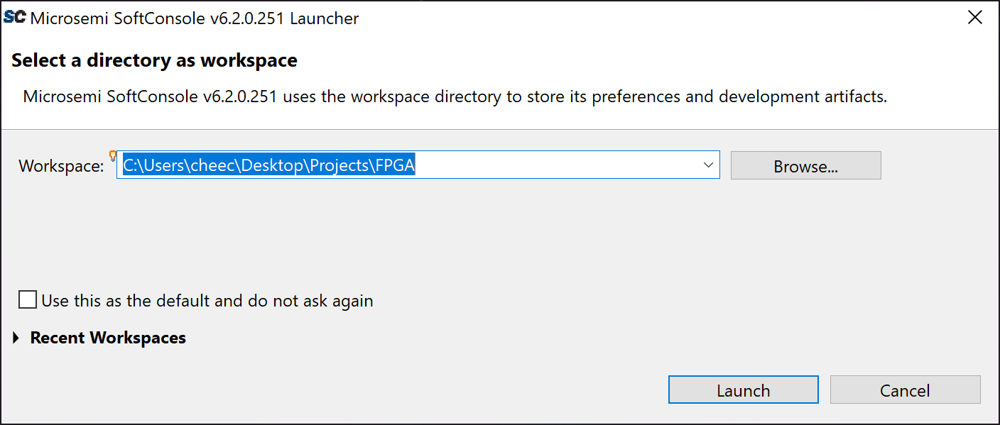 SC Microsemi SoftConsole v6.2.0.251 Launcher
Select a directory as workspace
Microsemi SoftConsole v6.2.0.251 uses the workspace directory to store its preferences and development artifacts.
Workspace: C:\Users\cheec\Desktop\Projects\FPGA Browse...
Use this as the default and do not ask again
Recent Workspaces
Launch Cancel